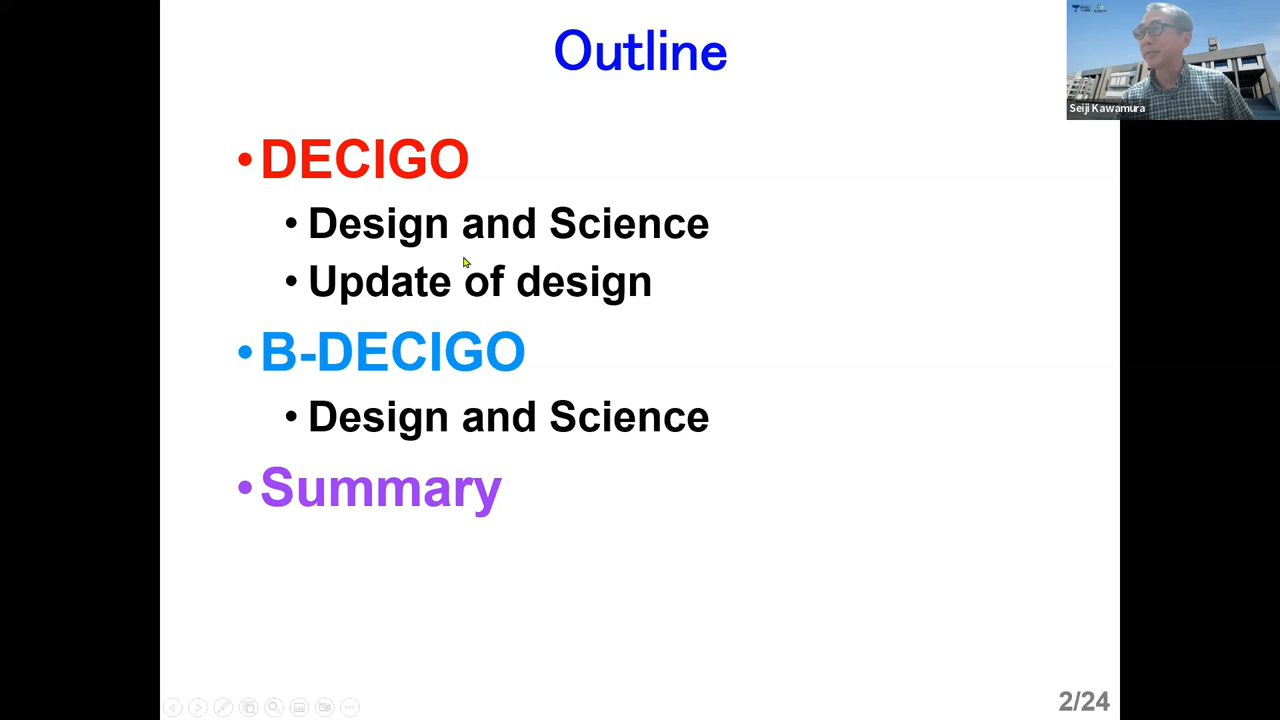 Outline
Seiji Kawamura
•DECIGO
• Design and Science
• Update of design
•B-DECIGO
• Design and Science
•Summary
2/24